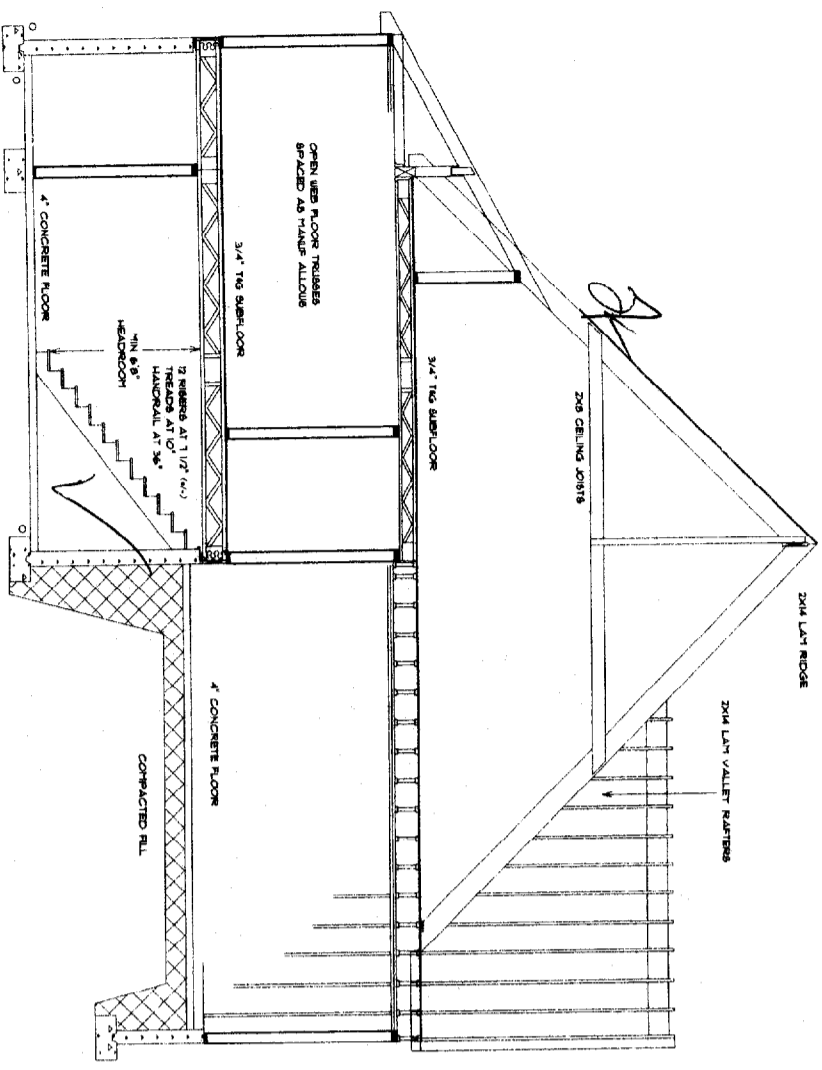 2X14 LAM RIDGE
2X14 LAM VALLEY RAFTERS
2X8 CEILING JOISTS
3/4" T&G SUBFLOOR
OPEN WEB FLOOR TRUSSES
SPACED AS MANUF ALLOWS
3/4" T&G SUBFLOOR
12 RISERS AT 7 1/2" (+/-)
TREADS AT 10"
HANDRAIL AT 36"
MIN 6'8"
HEADROOM
4" CONCRETE FLOOR
4" CONCRETE FLOOR
COMPACTED FILL